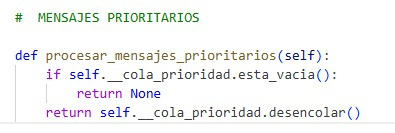 #  MENSAJES PRIORITARIOS
def procesar_mensajes_prioritarios(self):
    if self.__cola_prioridad.esta_vacia():
        return None
    return self.__cola_prioridad.desencolar()